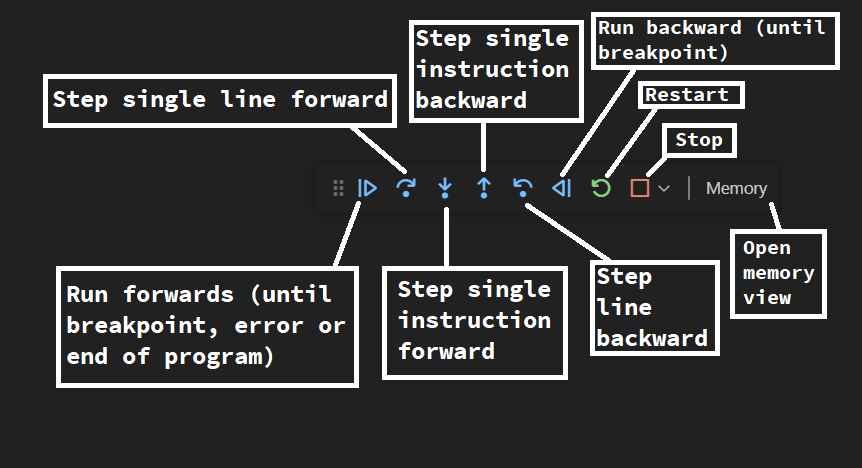 Step single line forward
Step single
instruction
backward
Run backward (until
breakpoint)
Restart
Stop
Memory
Run forwards (until
breakpoint, error or
end of program)
Step single
instruction
forward
Step
line
backward
Open
memory
view